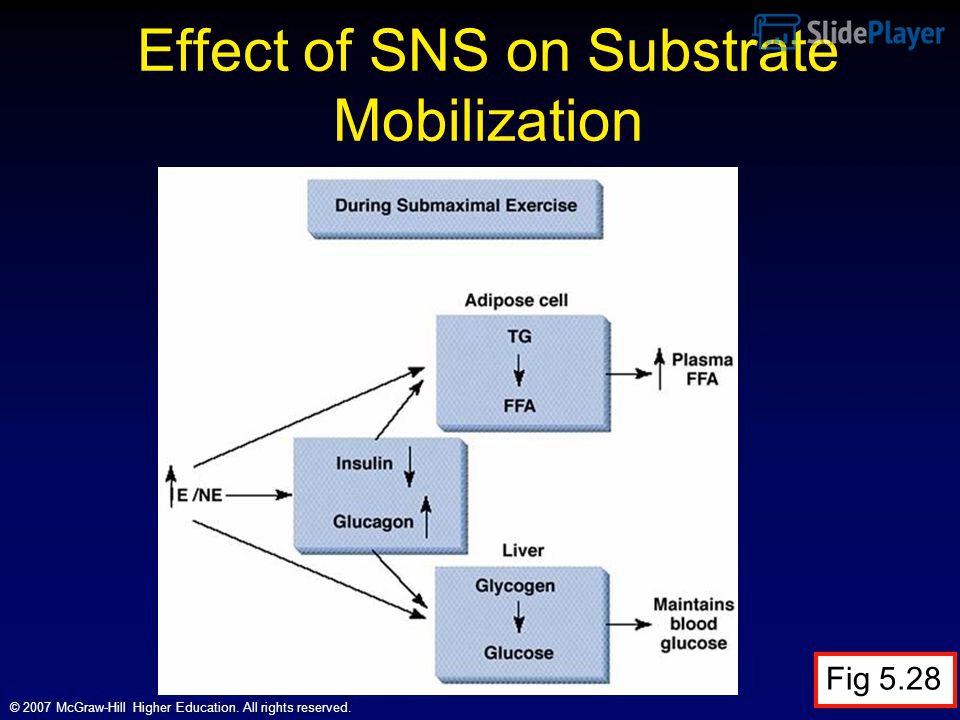 Effect of SNS on Substrate
Mobilization
SlidePlayer
During Submaximal Exercise
Adipose cell
TG
FFA
Plasma
FFA
Insulin
E /NE
Glucagon
Liver
Glycogen
Glucose
Maintains
blood
glucose
Fig 5.28
© 2007 McGraw-Hill Higher Education. All rights reserved.